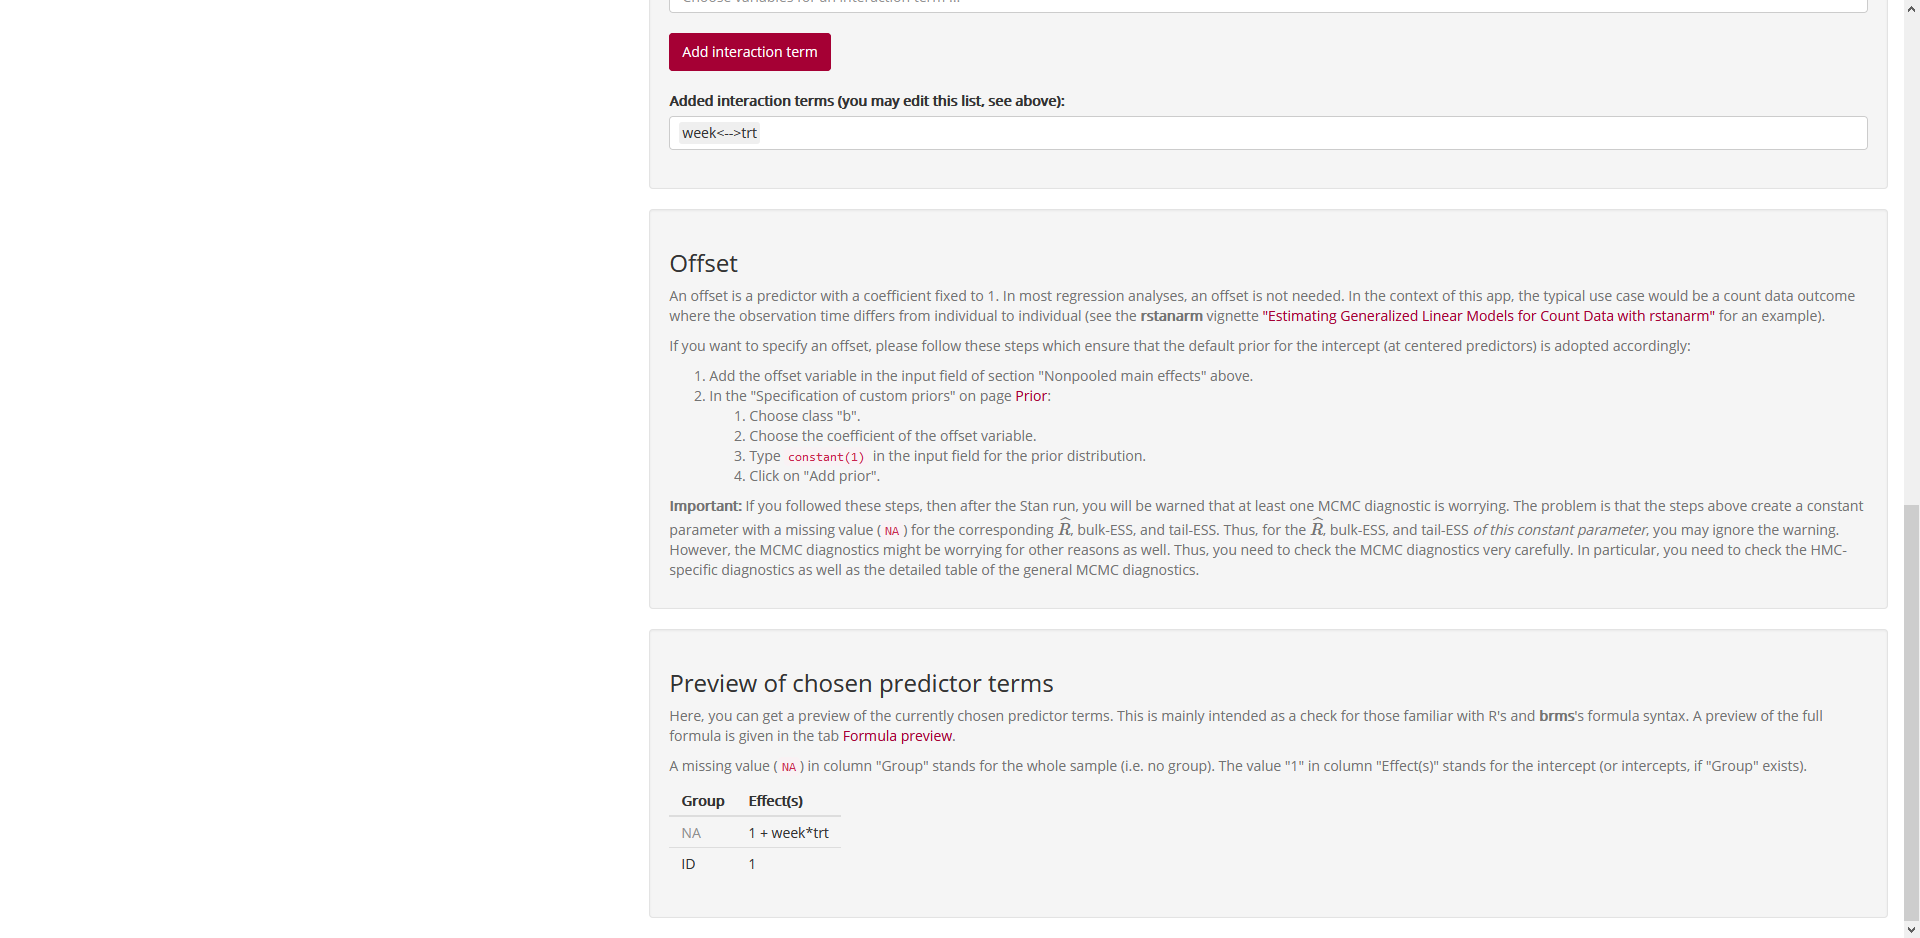 Choose variables for an interaction term ...
Add interaction term
Added interaction terms (you may edit this list, see above):
week<-->trt
Offset
An offset is a predictor with a coefficient fixed to 1. In most regression analyses, an offset is not needed. In the context of this app, the typical use case would be a count data outcome
where the observation time differs from individual to individual (see the rstanarm vignette "Estimating Generalized Linear Models for Count Data with rstanarm" for an example).
If you want to specify an offset, please follow these steps which ensure that the default prior for the intercept (at centered predictors) is adopted accordingly:
1. Add the offset variable in the input field of section "Nonpooled main effects" above.
2. In the "Specification of custom priors" on page Prior:
1. Choose class "b".
2. Choose the coefficient of the offset variable.
3. Type constant(1) in the input field for the prior distribution.
4. Click on "Add prior".
Important: If you followed these steps, then after the Stan run, you will be warned that at least one MCMC diagnostic is worrying. The problem is that the steps above create a constant
parameter with a missing value ( NA ) for the corresponding R̂, bulk-ESS, and tail-ESS. Thus, for the R̂, bulk-ESS, and tail-ESS of this constant parameter, you may ignore the warning.
However, the MCMC diagnostics might be worrying for other reasons as well. Thus, you need to check the MCMC diagnostics very carefully. In particular, you need to check the HMC-
specific diagnostics as well as the detailed table of the general MCMC diagnostics.
Preview of chosen predictor terms
Here, you can get a preview of the currently chosen predictor terms. This is mainly intended as a check for those familiar with R's and brms's formula syntax. A preview of the full
formula is given in the tab Formula preview.
A missing value ( NA ) in column "Group" stands for the whole sample (i.e. no group). The value "1" in column "Effect(s)" stands for the intercept (or intercepts, if "Group" exists).
Group Effect(s)
NA 1 + week*trt
ID 1